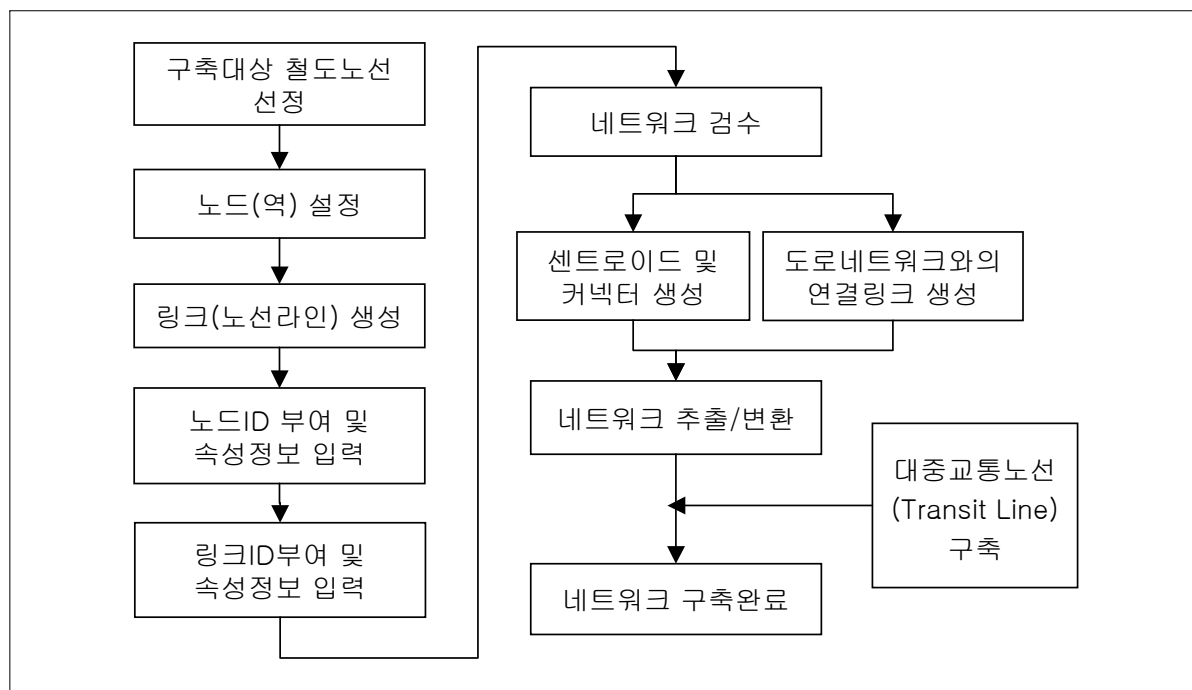 구축대상 철도노선
선정
노드(역) 설정
링크(노선라인) 생성
노드ID 부여 및
속성정보 입력
링크ID부여 및
속성정보 입력
네트워크 검수
센트로이드 및
커넥터 생성
도로네트워크와의
연결링크 생성
네트워크 추출/변환
대중교통노선
(Transit Line)
구축
네트워크 구축완료